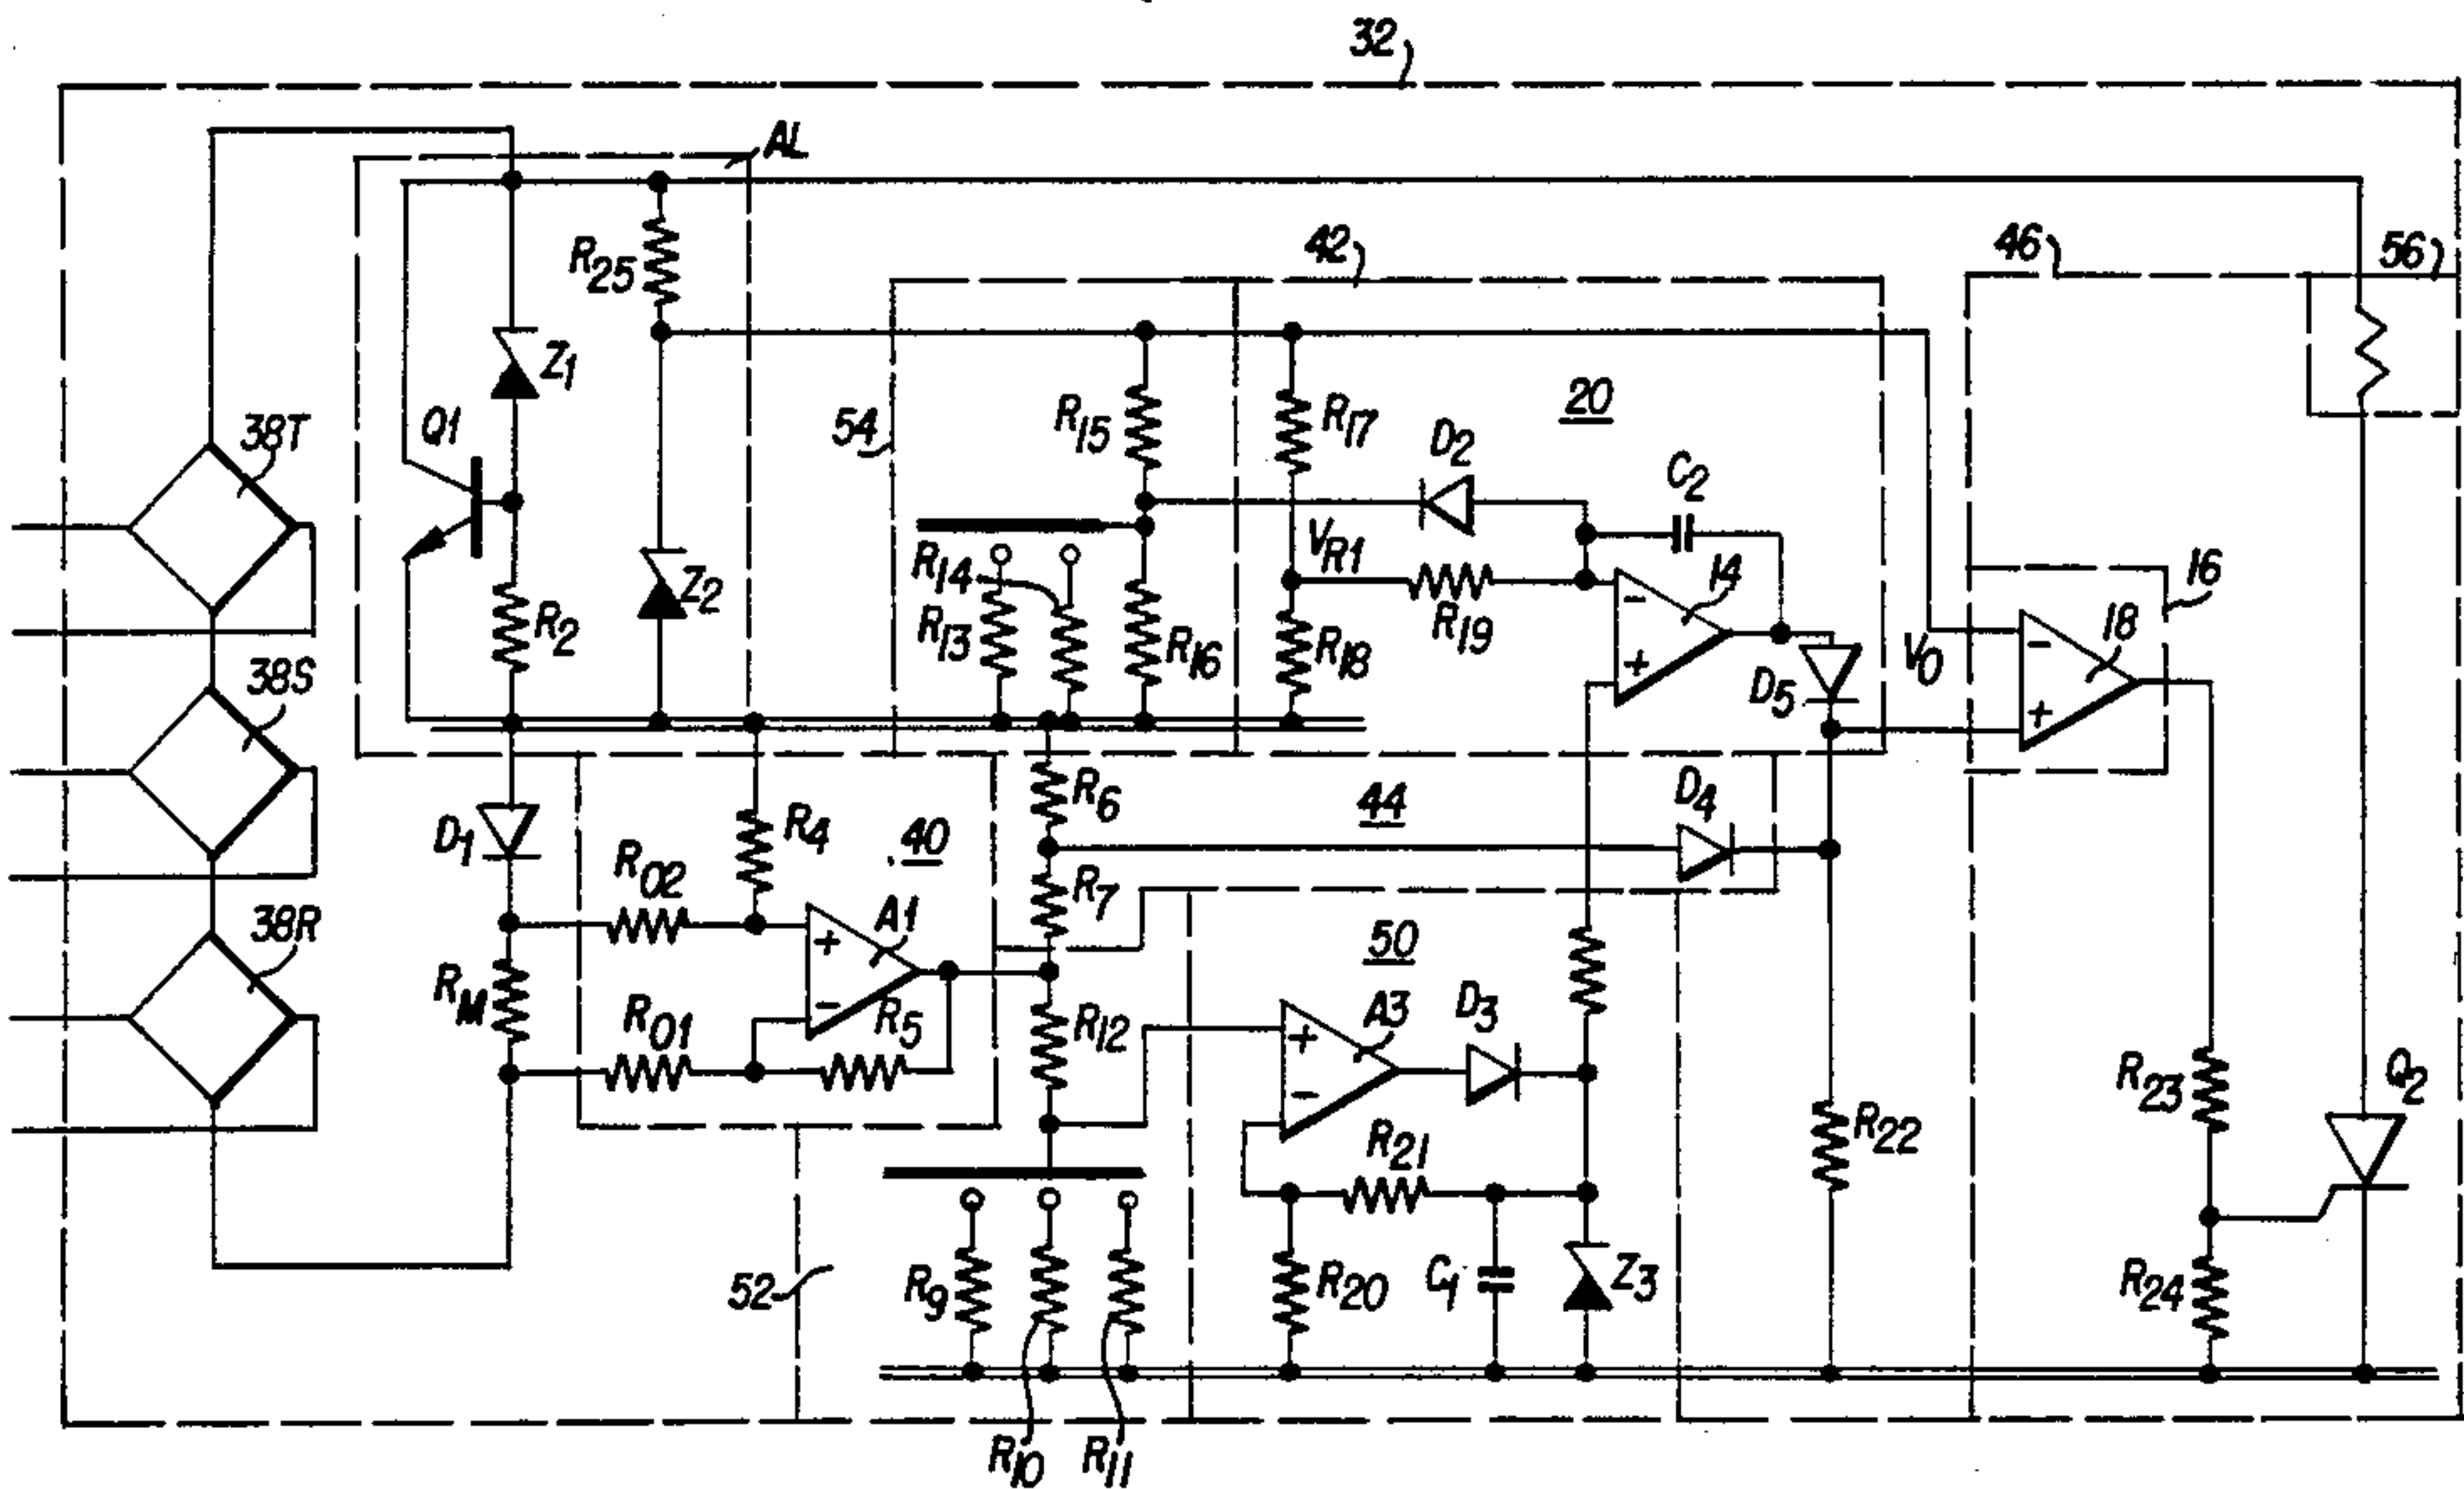 32
AL
42
46
56
R25
Z1
20
54
R15
R17
D2
C2
38T
Q1
VR1
14
16
R14
Z2
R2
R13
R16
R18
R19
18
VO
D5
38S
R6
44
D4
D1
R4
40
R02
R7
A1
50
38R
RM
R01
R5
R12
A3
D3
R23
Q2
R21
R22
52
R9
R20
C1
Z3
R24
R10
R11
+
-
-
+
-
+
+
-